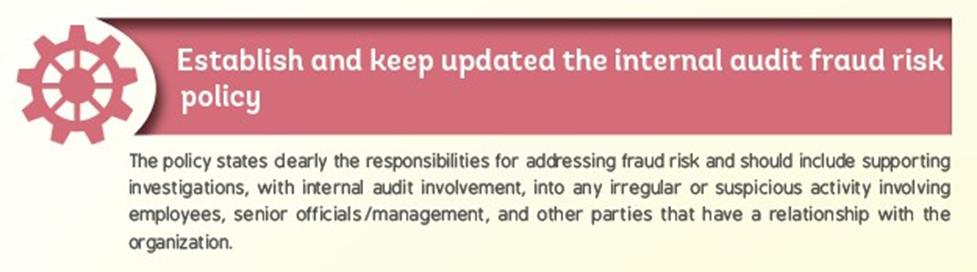 Establish and keep updated the internal audit fraud risk
policy
The policy states clearly the responsibilities for addressing fraud risk and should include supporting
investigations, with internal audit involvement, into any irregular or suspicious activity involving
employees, senior officials/management, and other parties that have a relationship with the
organization.